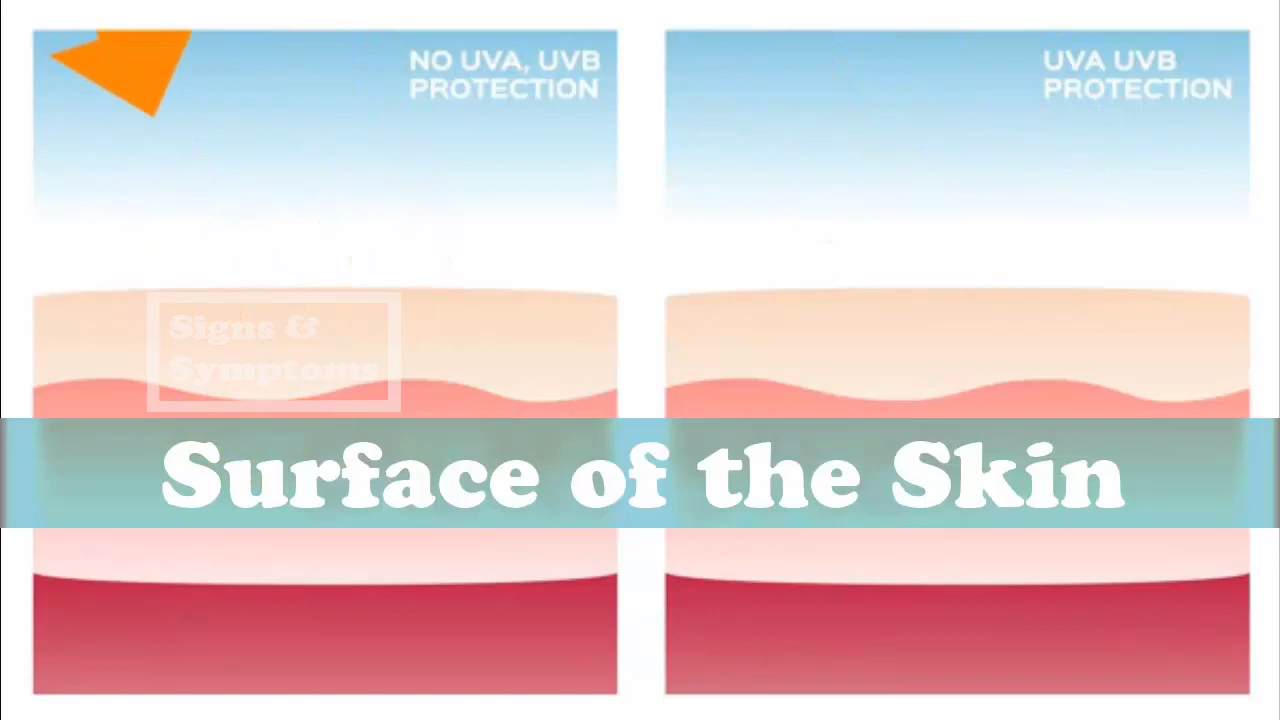 NO UVA, UVB
PROTECTION
UVA UVB
PROTECTION
Signs &
Symptoms
Surface of the Skin